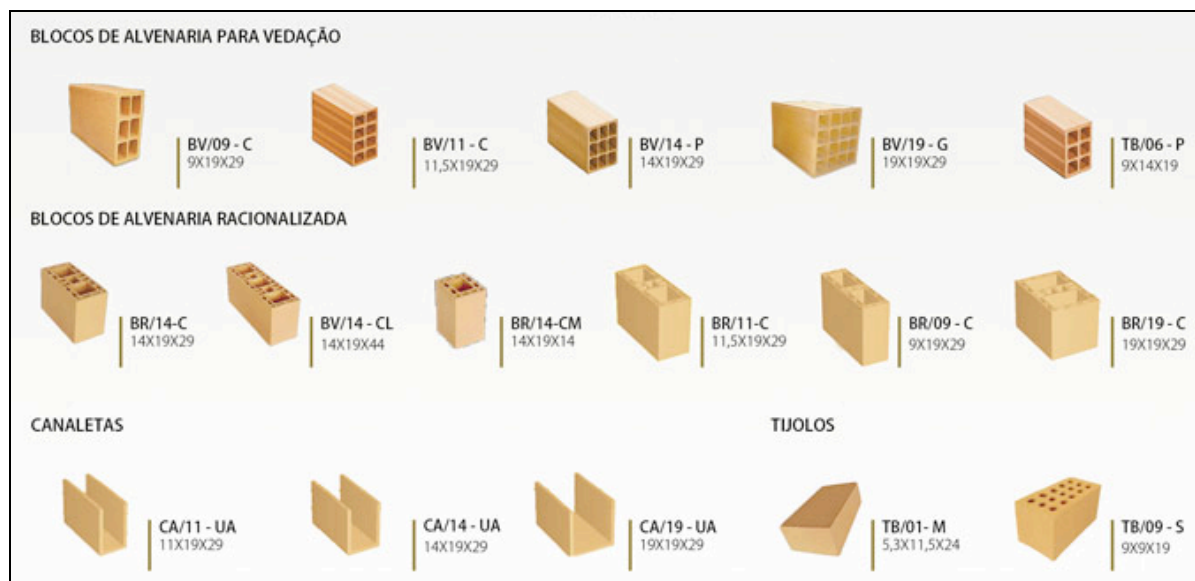 BLOCOS DE ALVENARIA PARA VEDAÇÃO
BV/09 - C
9X19X29
BV/11 - C
11,5X19X29
BV/14 - P
14X19X29
BV/19 - G
19X19X29
TB/06 - P
9X14X19
BLOCOS DE ALVENARIA RACIONALIZADA
BR/14-C
14X19X29
BV/14 - CL
14X19X44
BR/14-CM
14X19X14
BR/11-C
11,5X19X29
BR/09 - C
9X19X29
BR/19 - C
19X19X29
CANALETAS
CA/11 - UA
11X19X29
CA/14 - UA
14X19X29
CA/19 - UA
19X19X29
TIJOLOS
TB/01- M
5,3X11,5X24
TB/09 - S
9X9X19